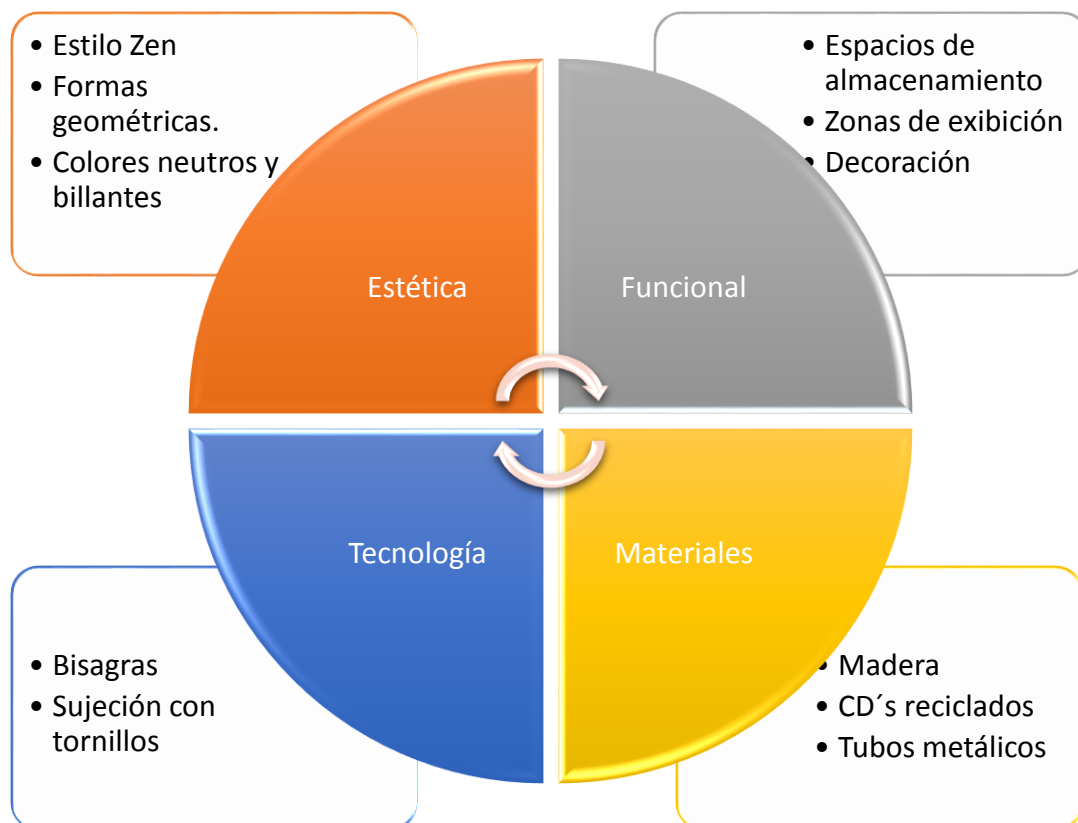 • Estilo Zen
• Formas
geométricas.
• Colores neutros y
billantes
• Espacios de
almacenamiento
• Zonas de exibición
• Decoración
Estética
Funcional
Tecnología
Materiales
• Bisagras
• Sujeción con
tornillos
• Madera
• CD´s reciclados
• Tubos metálicos